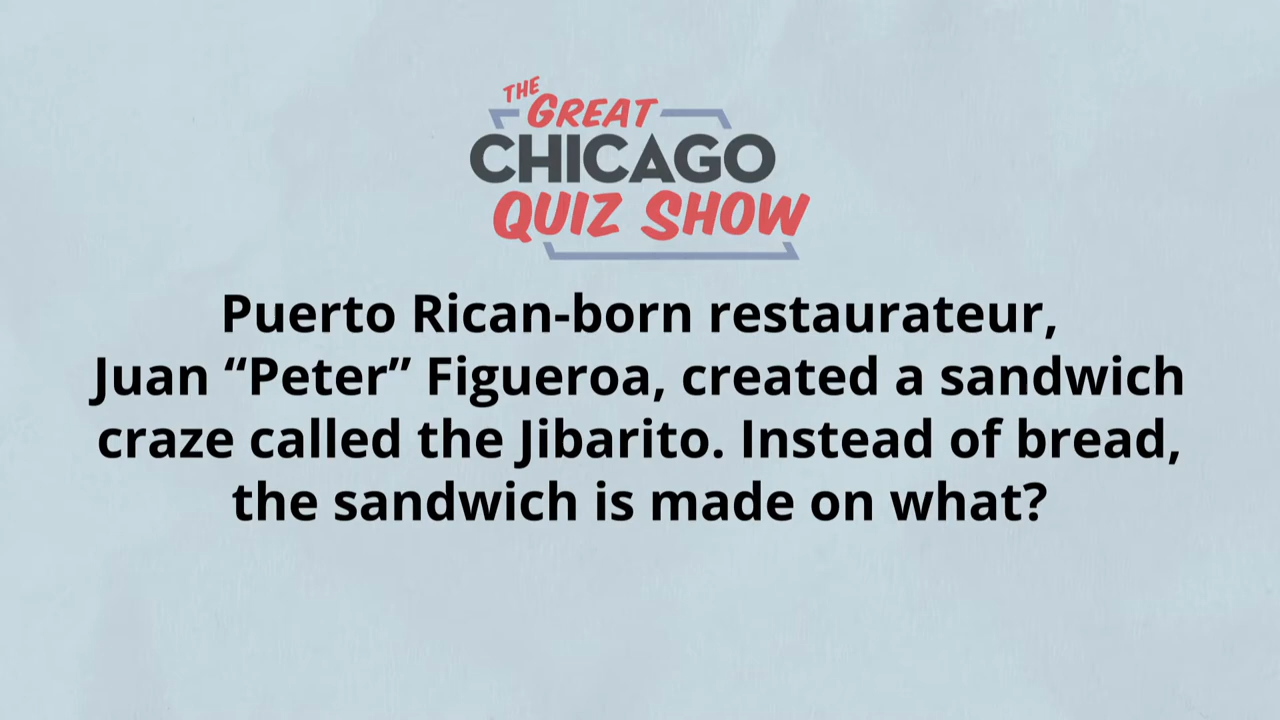 THE
GREAT
CHICAGO
QUIZ SHOW
Puerto Rican-born restaurateur,
Juan “Peter” Figueroa, created a sandwich
craze called the Jibarito. Instead of bread,
the sandwich is made on what?